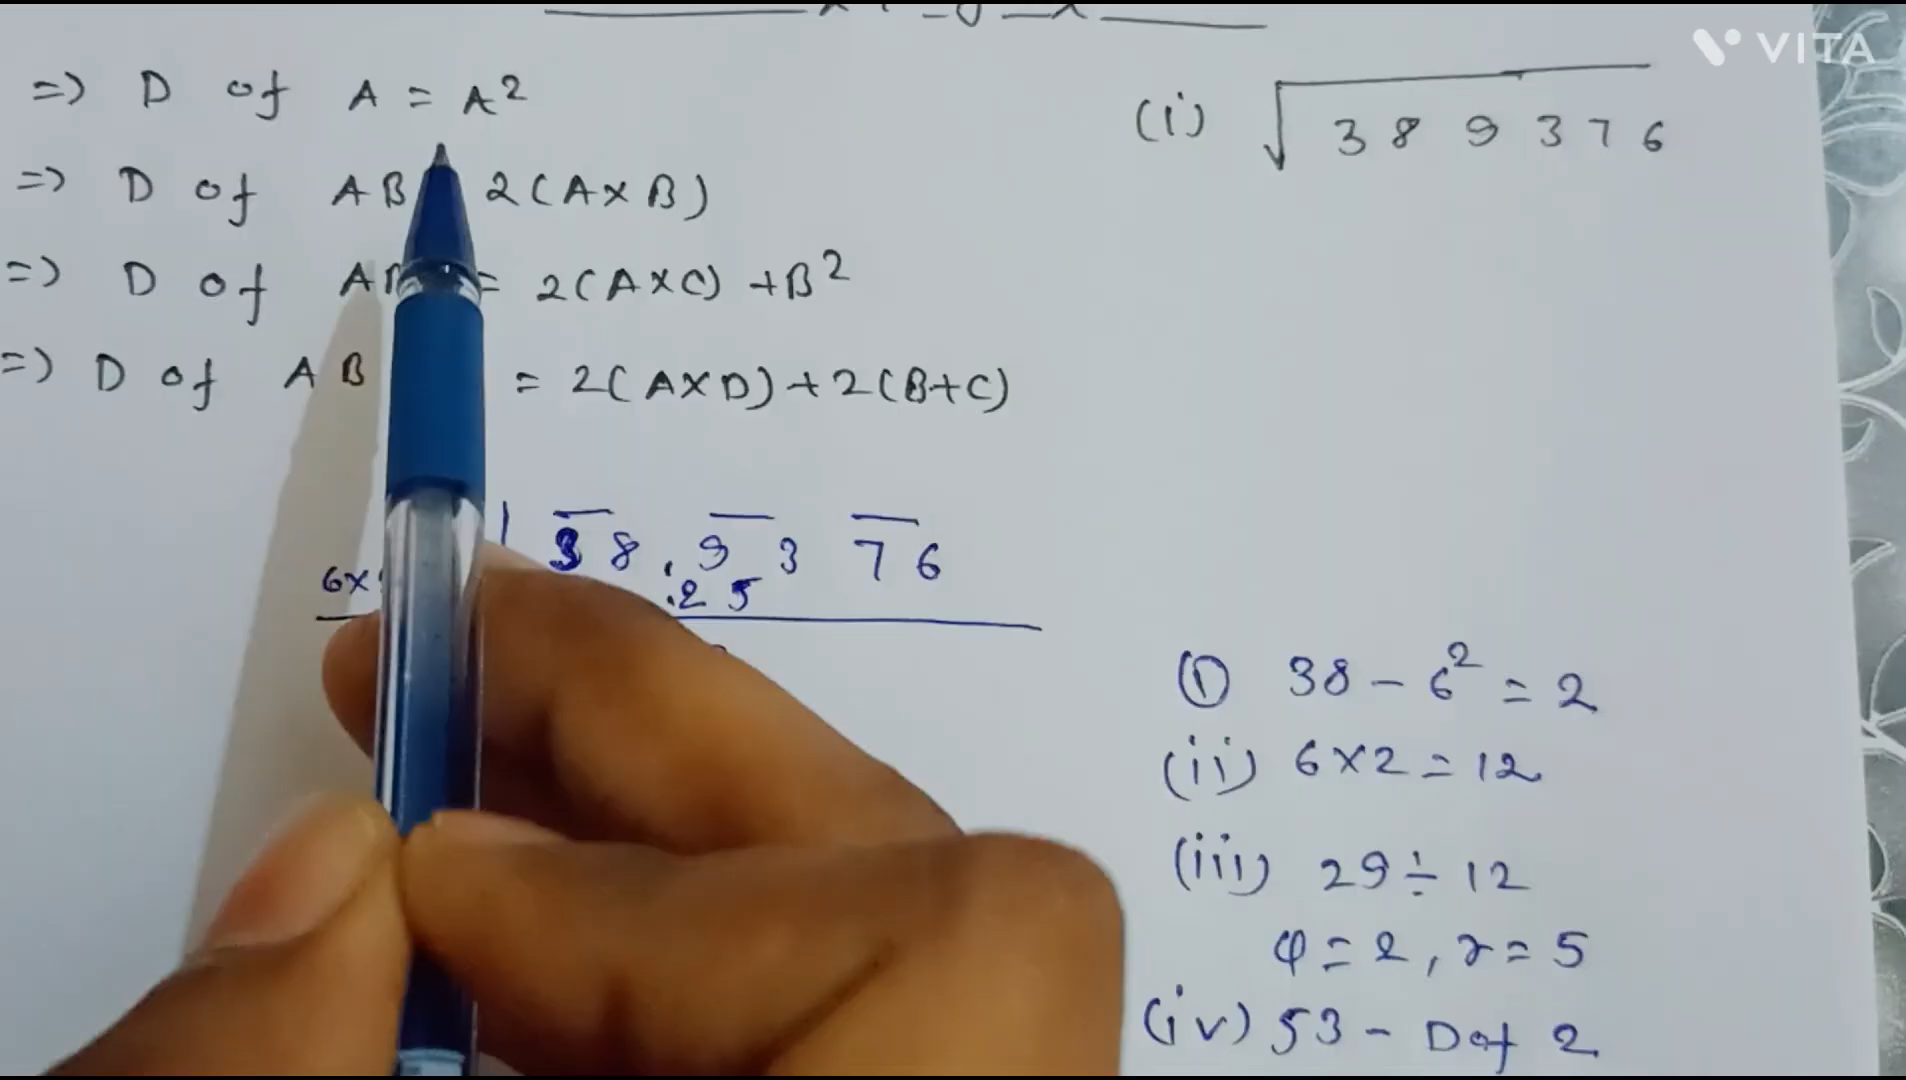 => D of A = A²
=> D of AB 2(A×B)
=> D of AB = 2(A×C) +B²
=> D of AB = 2(A×D)+2(B+C)
(i) √389376
38.93 76
6×
.25
(i) 38 - 6² = 2
(ii) 6×2 = 12
(iii) 29 ÷ 12
φ = 2, r = 5
(iv) 53 - D of 2
VITA